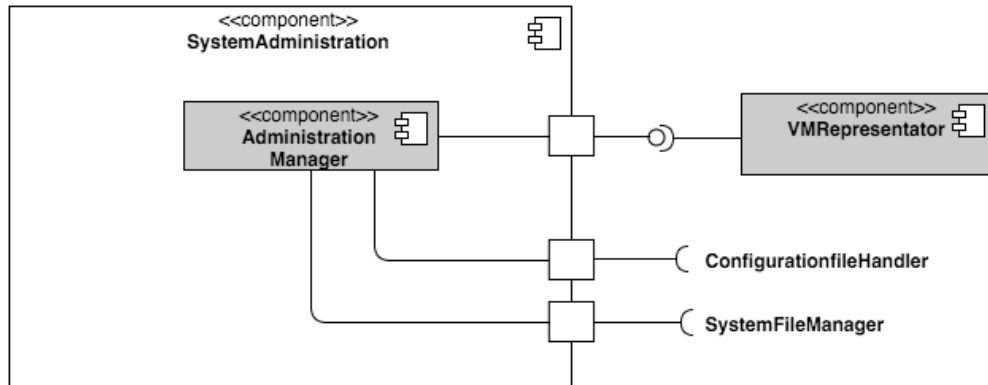 <<component>>
SystemAdministration
<<component>>
Administration
Manager
<<component>>
VMRepresentator
ConfigurationfileHandler
SystemFileManager